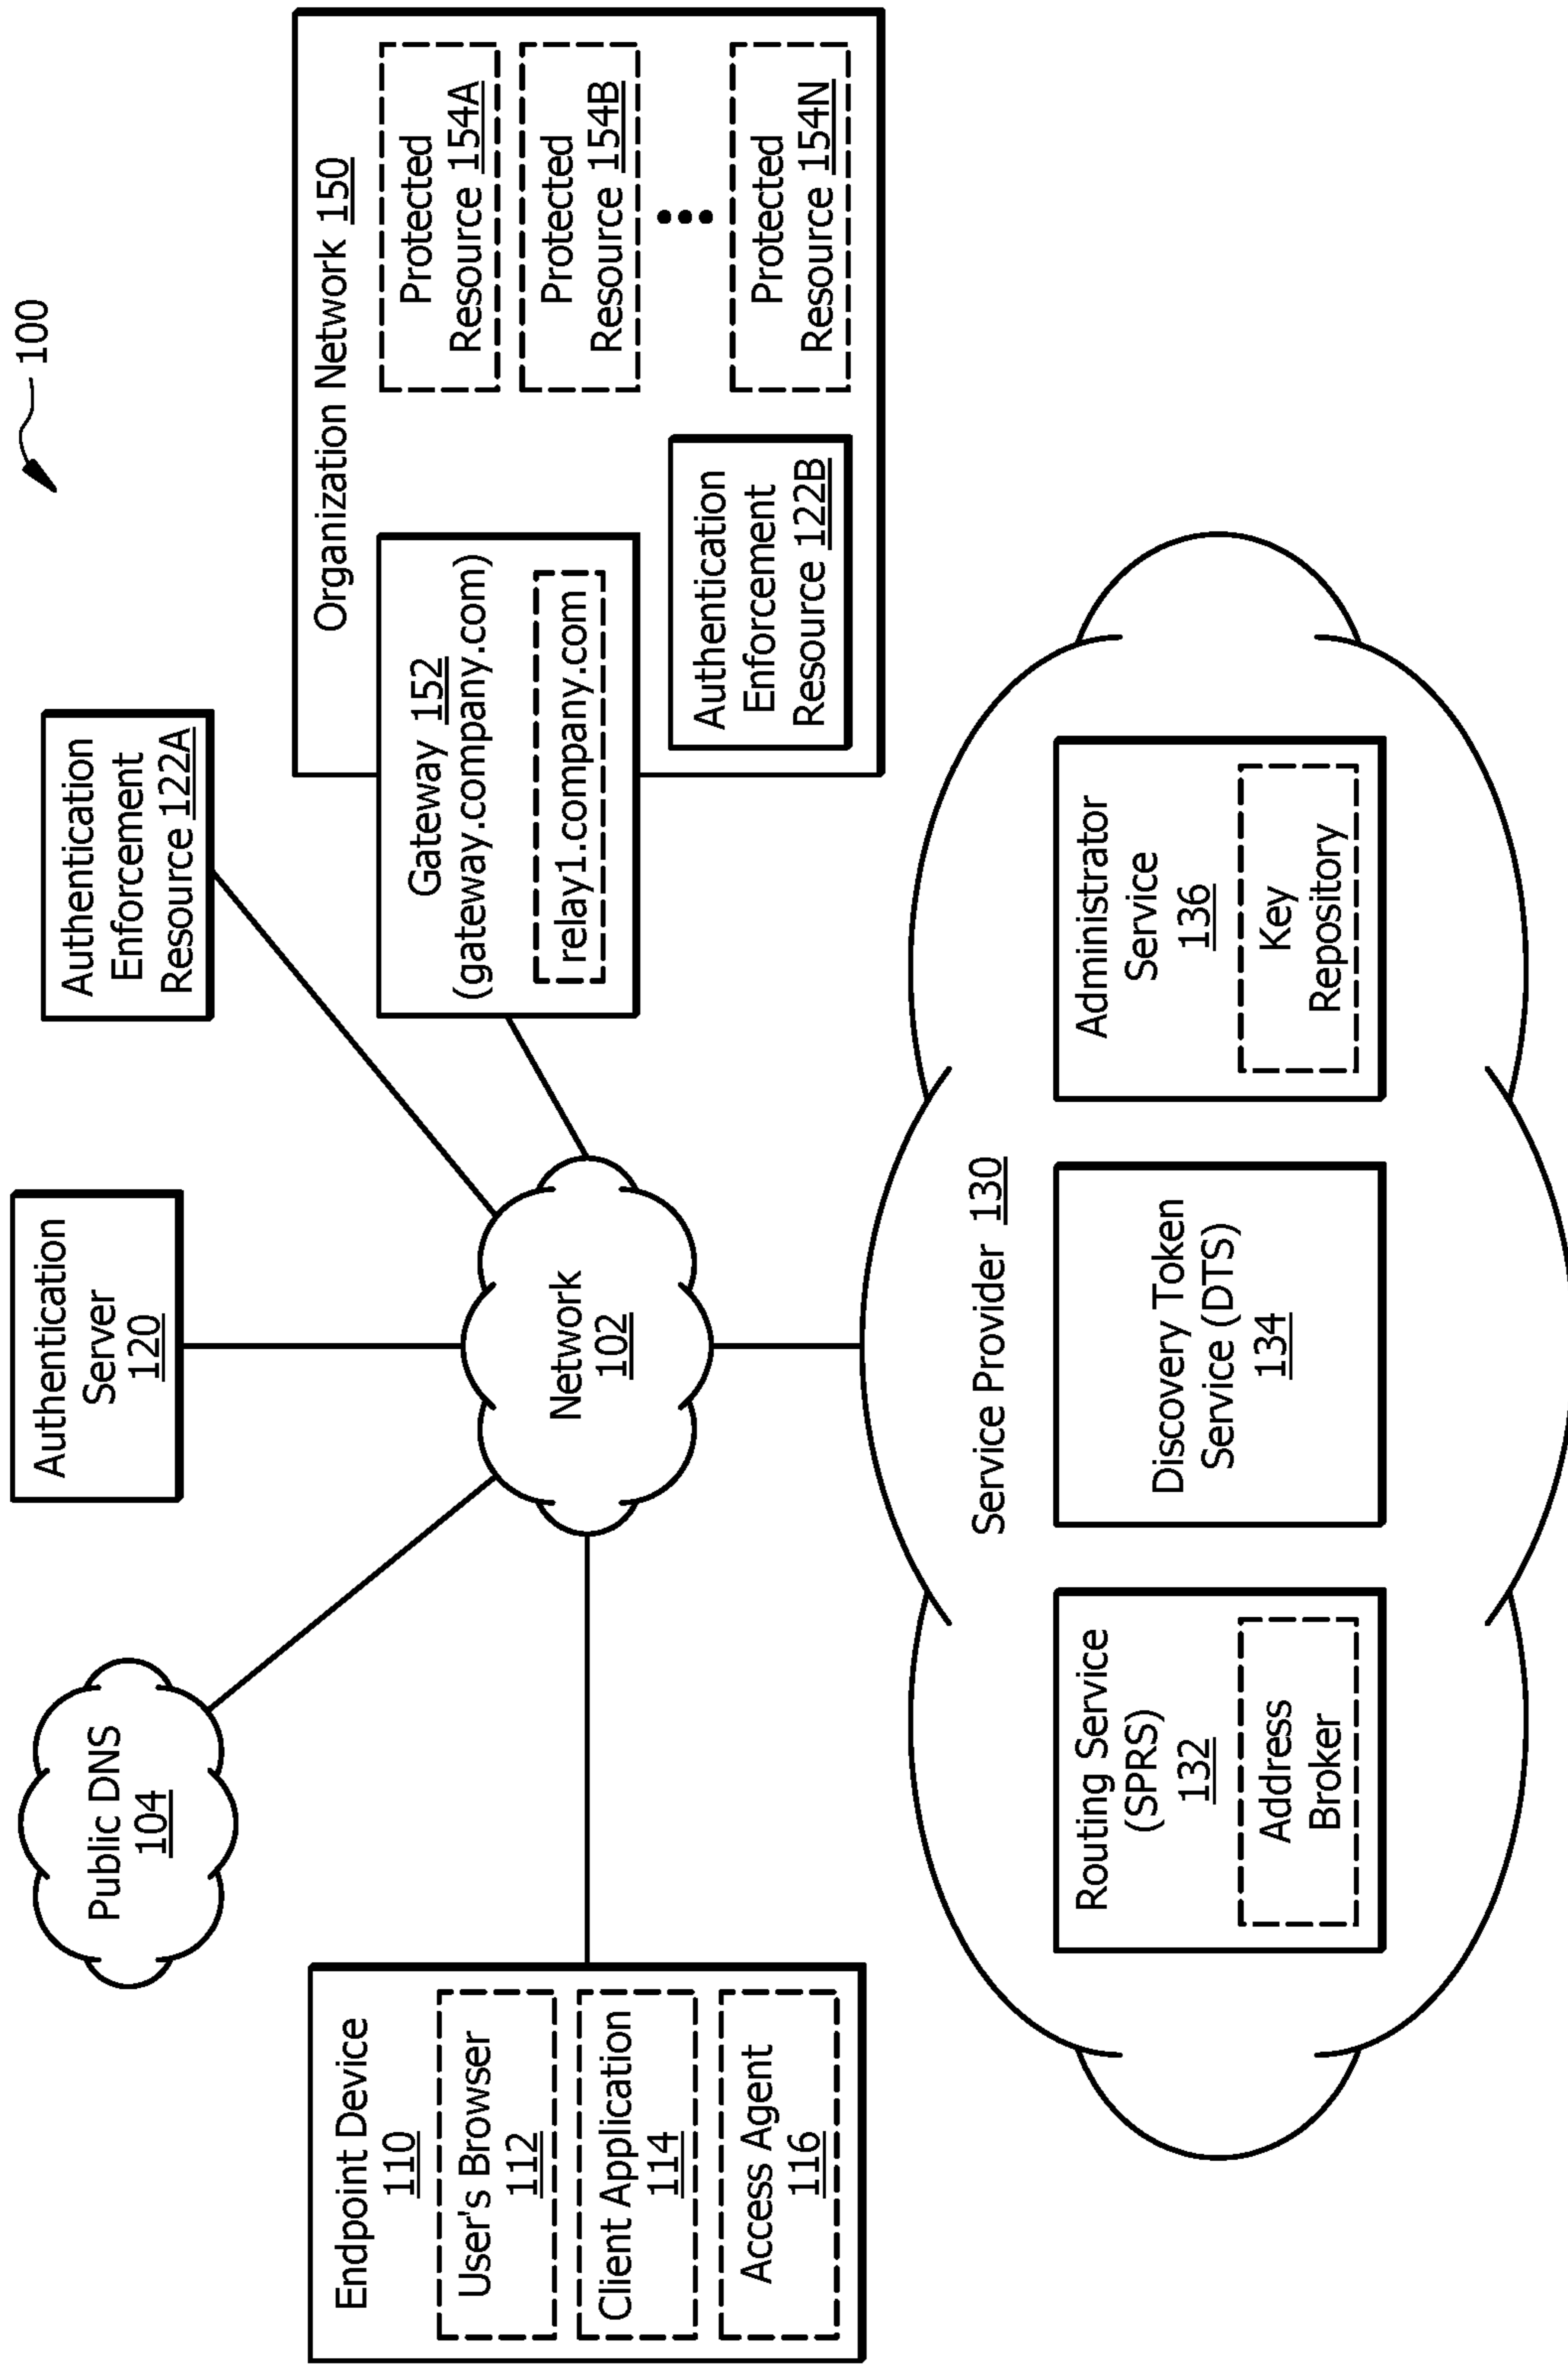 100
Public DNS
104
Authentication
Server
120
Authentication
Enforcement
Resource 122A
Endpoint Device
110
User's Browser
112
Client Application
114
Access Agent
116
Network
102
Gateway 152
(gateway.company.com)
relay1.company.com
Organization Network 150
Protected
Resource 154A
Protected
Resource 154B
Protected
Resource 154N
Authentication
Enforcement
Resource 122B
Service Provider 130
Routing Service
(SPRS)
132
Address
Broker
Discovery Token
Service (DTS)
134
Administrator
Service
136
Key
Repository